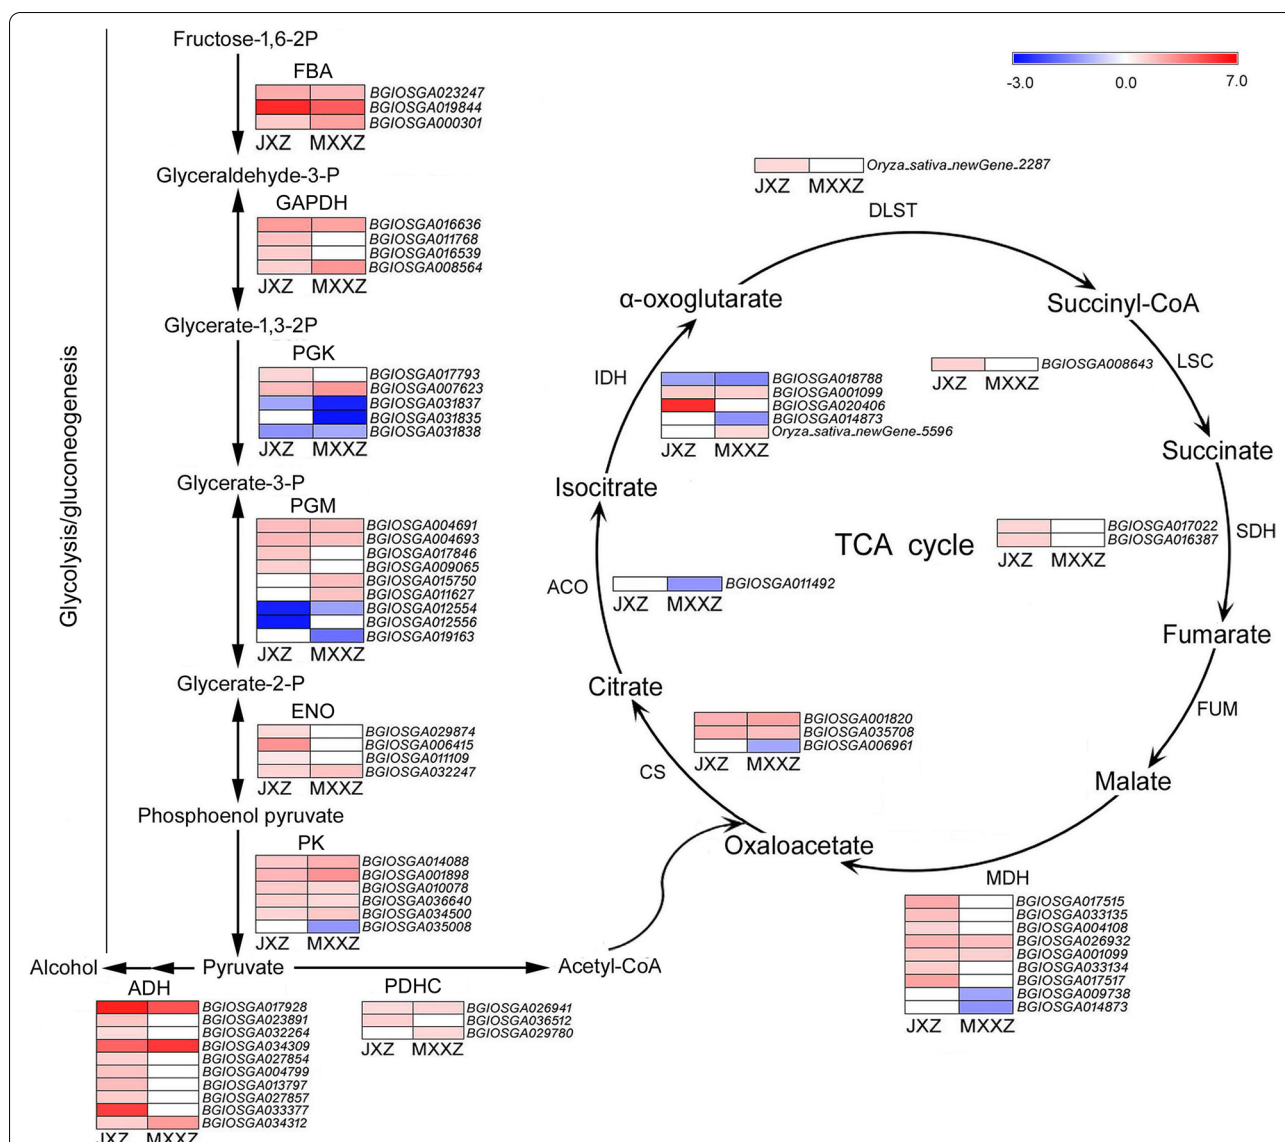 Fructose-1,6-2P
FBA
BGIOSGA023247
BGIOSGA019844
BGIOSGA000301
JXZ MXXZ
Glyceraldehyde-3-P
GAPDH
BGIOSGA016636
BGIOSGA011768
BGIOSGA016539
BGIOSGA008564
JXZ MXXZ
Glycerate-1,3-2P
PGK
BGIOSGA017793
BGIOSGA007623
BGIOSGA031837
BGIOSGA031835
BGIOSGA031838
JXZ MXXZ
Glycerate-3-P
PGM
BGIOSGA004691
BGIOSGA004693
BGIOSGA017846
BGIOSGA009065
BGIOSGA015750
BGIOSGA011627
BGIOSGA012554
BGIOSGA012556
BGIOSGA019163
JXZ MXXZ
Glycerate-2-P
ENO
BGIOSGA029874
BGIOSGA006415
BGIOSGA011109
BGIOSGA032247
JXZ MXXZ
Phosphoenol pyruvate
PK
BGIOSGA014088
BGIOSGA001898
BGIOSGA010078
BGIOSGA036640
BGIOSGA034500
BGIOSGA035008
JXZ MXXZ
Glycolysis/gluconeogenesis
Alcohol
Pyruvate
Acetyl-CoA
ADH
BGIOSGA017928
BGIOSGA023891
BGIOSGA032264
BGIOSGA034309
BGIOSGA027854
BGIOSGA004799
BGIOSGA013797
BGIOSGA027857
BGIOSGA033377
BGIOSGA034312
JXZ MXXZ
PDHC
BGIOSGA026941
BGIOSGA036512
BGIOSGA029780
JXZ MXXZ
-3.0 0.0 7.0
Oryza_sativa_newGene_2287
JXZ MXXZ
DLST
α-oxoglutarate
Succinyl-CoA
LSC
BGIOSGA008643
JXZ MXXZ
IDH
BGIOSGA018788
BGIOSGA001099
BGIOSGA020406
BGIOSGA014873
Oryza_sativa_newGene_5596
JXZ MXXZ
Succinate
Isocitrate
TCA cycle
BGIOSGA017022
BGIOSGA016387
JXZ MXXZ
SDH
ACO
BGIOSGA011492
JXZ MXXZ
Fumarate
Citrate
FUM
BGIOSGA001820
BGIOSGA035708
BGIOSGA006961
JXZ MXXZ
CS
Malate
Oxaloacetate
MDH
BGIOSGA017515
BGIOSGA033135
BGIOSGA004108
BGIOSGA026932
BGIOSGA001099
BGIOSGA033134
BGIOSGA017517
BGIOSGA009738
BGIOSGA014873
JXZ MXXZ